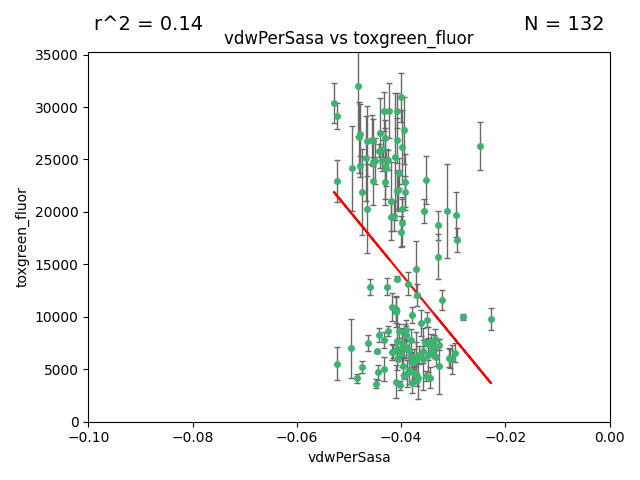 r^2 = 0.14
N = 132
vdwPerSasa vs toxgreen_fluor
35000
30000
25000
20000
15000
10000
5000
0
toxgreen_fluor
−0.10
−0.08
−0.06
−0.04
−0.02
0.00
vdwPerSasa